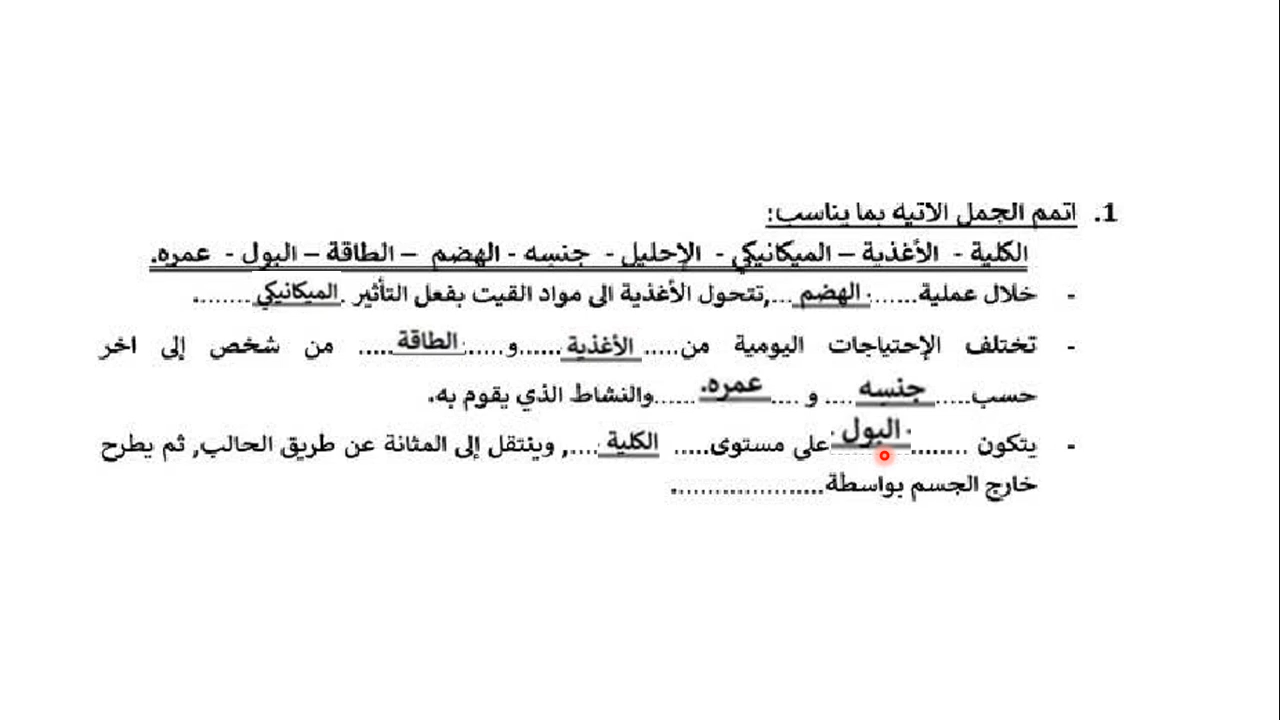 1. اتمم الجمل الاتية بما يناسب:
الكلية - الأغذية – الميكانيكي - الإحليل - جنسه - الهضم – الطاقة – البول - عمره.
- خلال عملية......الهضم....,تتحول الأغذية الى مواد القيت بفعل التأثير .الميكانيكي........
- تختلف الإحتياجات اليومية من.....الأغذية......و.....الطاقة..... من شخص إلى اخر
حسب.....جنسه.... و ....عمره.......والنشاط الذي يقوم به.
- يتكون ........البول.على مستوى..... الكلية....., وينتقل إلى المثانة عن طريق الحالب, ثم يطرح
خارج الجسم بواسطة......................